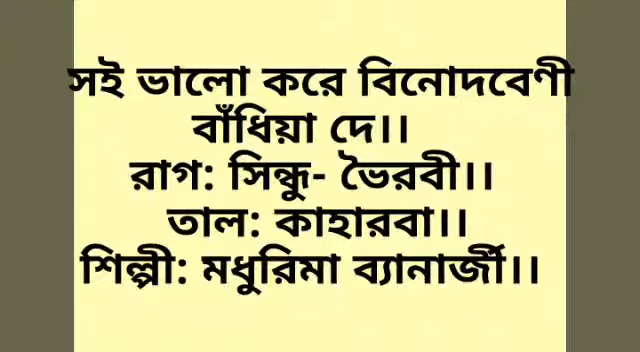 সই ভালো করে বিনোদবেণী
বাঁধিয়া দে।।
রাগ: সিন্ধু- ভৈরবী।।
তাল: কাহারবা।।
শিল্পী: মধুরিমা ব্যানার্জী।।